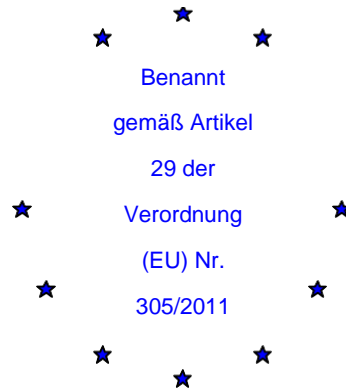 Benannt
gemäß Artikel
29 der
Verordnung
(EU) Nr.
305/2011